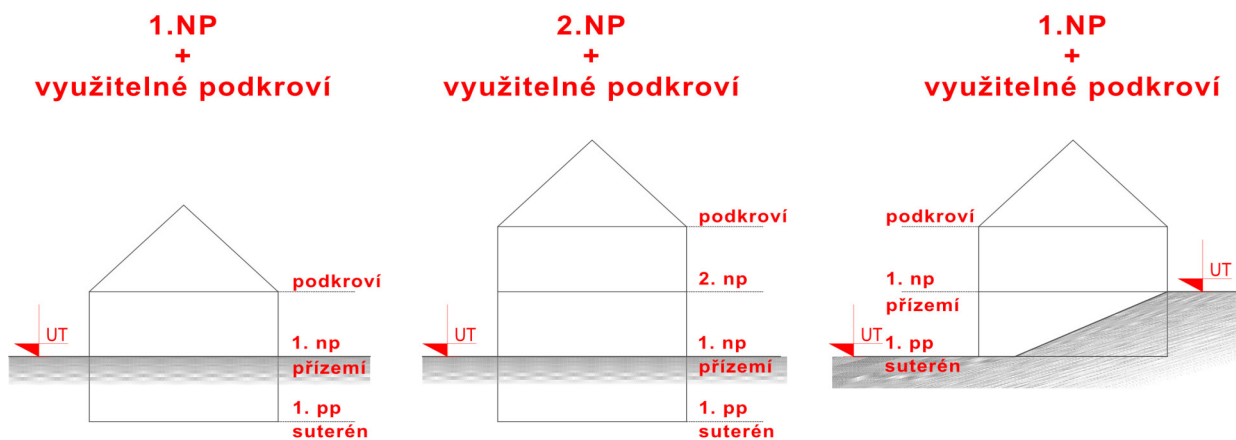 1.NP
+
využitelné podkroví
podkroví
UT
1. np
přízemí
1. pp
suterén
2.NP
+
využitelné podkroví
podkroví
2. np
UT
1. np
přízemí
1. pp
suterén
1.NP
+
využitelné podkroví
podkroví
1. np
UT
přízemí
UT
1. pp
suterén